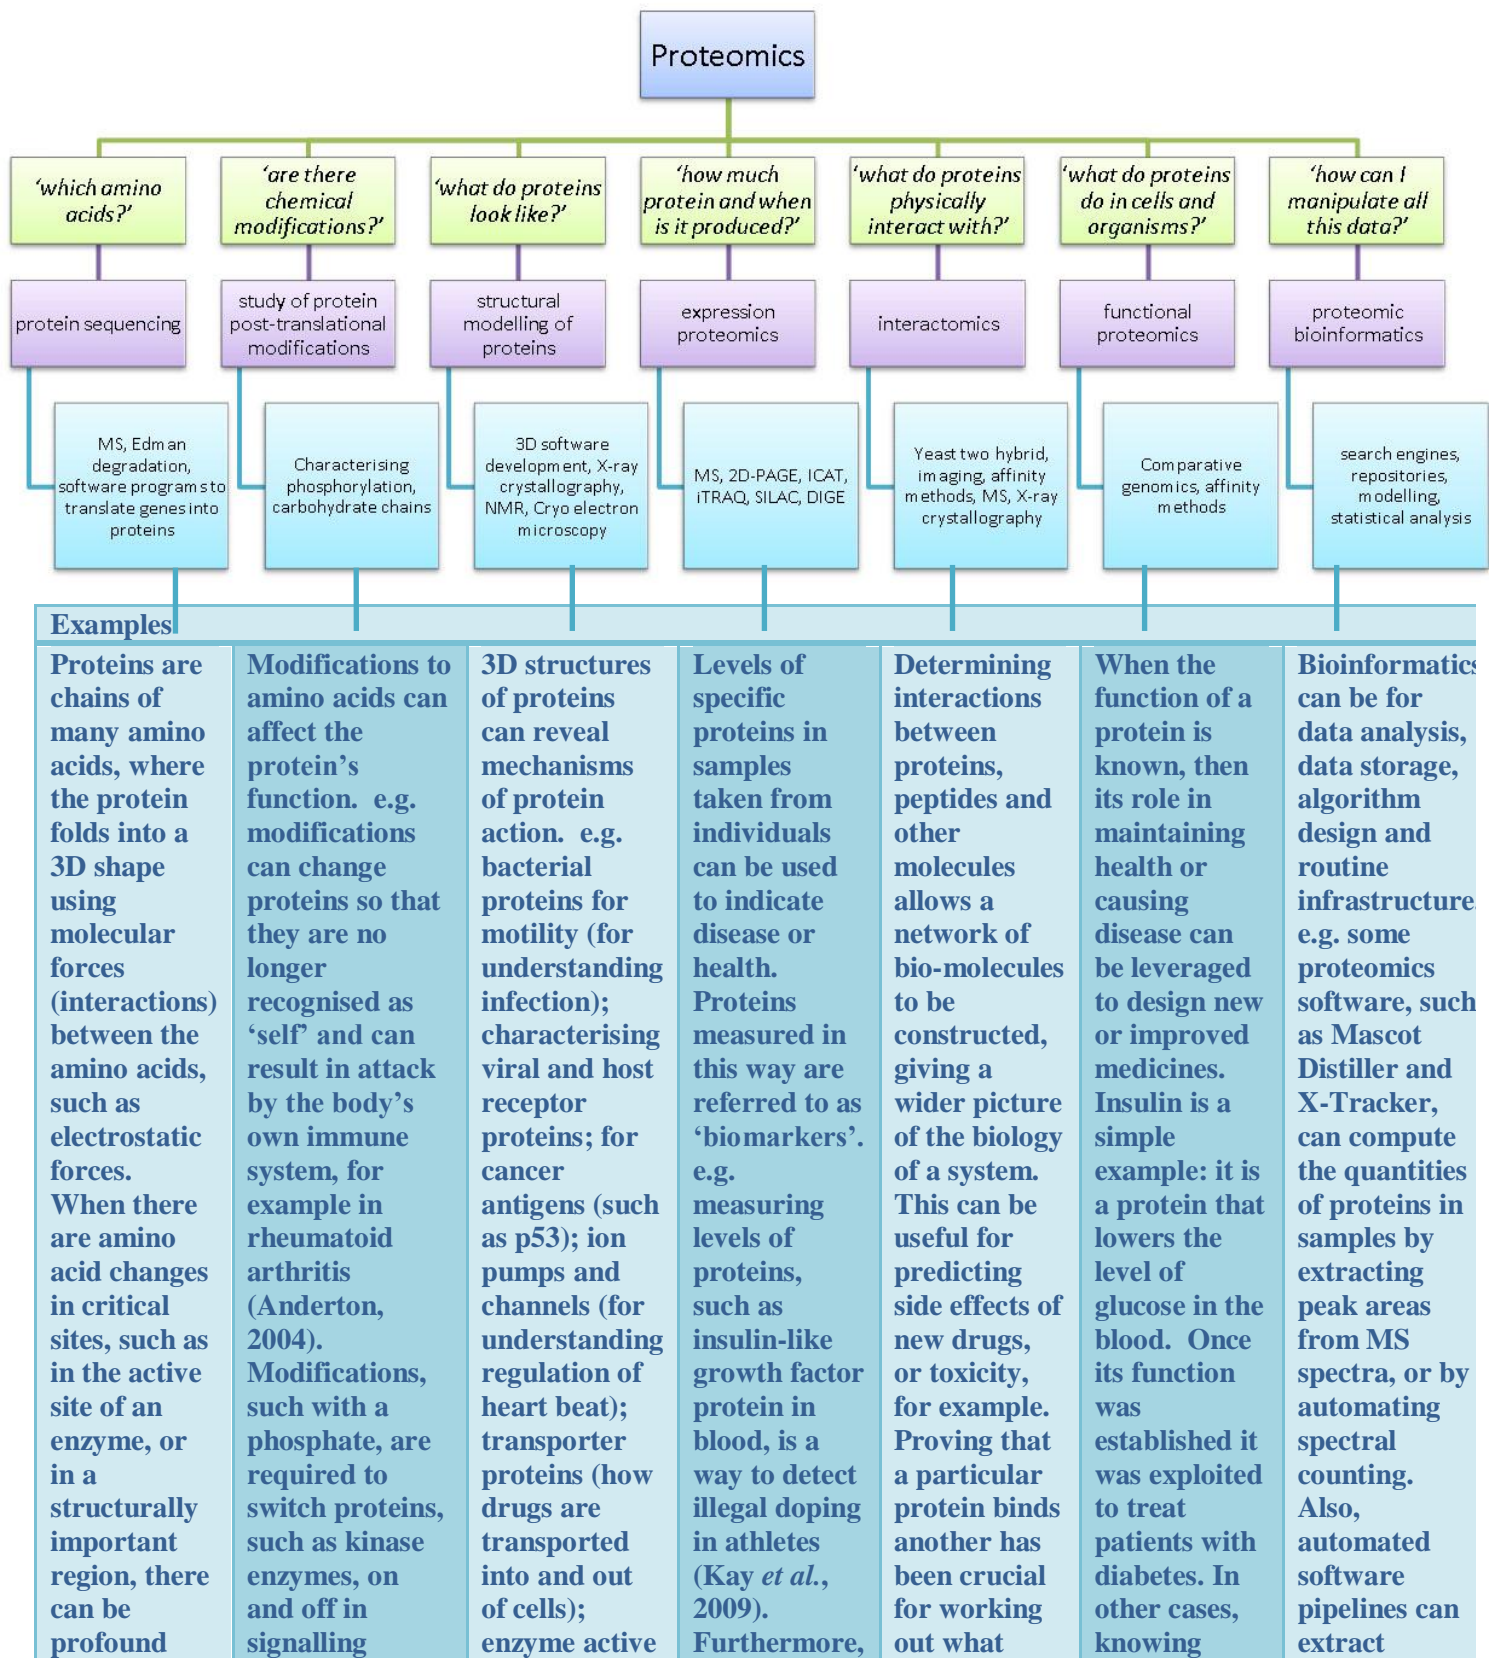 Proteomics
‘which amino
acids?’
‘are there
chemical
modifications?’
‘what do proteins
look like?’
‘how much
protein and when
is it produced?’
‘what do proteins
physically
interact with?’
‘what do proteins
do in cells and
organisms?’
‘how can I
manipulate all
this data?’
protein sequencing
study of protein
post-translational
modifications
structural
modelling of
proteins
expression
proteomics
interactomics
functional
proteomics
proteomic
bioinformatics
MS, Edman
degradation,
software programs to
translate genes into
proteins
Characterising
phosphorylation,
carbohydrate chains
3D software
development, X-ray
crystallography,
NMR, Cryo electron
microscopy
MS, 2D-PAGE, ICAT,
iTRAQ, SILAC, DIGE
Yeast two hybrid,
imaging, affinity
methods, MS, X-ray
crystallography
Comparative
genomics, affinity
methods
search engines,
repositories,
modelling,
statistical analysis
Examples
Proteins are
chains of
many amino
acids, where
the protein
folds into a
3D shape
using
molecular
forces
(interactions)
between the
amino acids,
such as
electrostatic
forces.
When there
are amino
acid changes
in critical
sites, such as
in the active
site of an
enzyme, or
in a
structurally
important
region, there
can be
profound
Modifications to
amino acids can
affect the
protein’s
function. e.g.
modifications
can change
proteins so that
they are no
longer
recognised as
‘self’ and can
result in attack
by the body’s
own immune
system, for
example in
rheumatoid
arthritis
(Anderton,
2004).
Modifications,
such with a
phosphate, are
required to
switch proteins,
such as kinase
enzymes, on
and off in
signalling
3D structures
of proteins
can reveal
mechanisms
of protein
action. e.g.
bacterial
proteins for
motility (for
understanding
infection);
characterising
viral and host
receptor
proteins; for
cancer
antigens (such
as p53); ion
pumps and
channels (for
understanding
regulation of
heart beat);
transporter
proteins (how
drugs are
transported
into and out
of cells);
enzyme active
Levels of
specific
proteins in
samples
taken from
individuals
can be used
to indicate
disease or
health.
Proteins
measured in
this way are
referred to as
‘biomarkers’.
e.g.
measuring
levels of
proteins,
such as
insulin-like
growth factor
protein in
blood, is a
way to detect
illegal doping
in athletes
(Kay et al.,
2009).
Furthermore,
Determining
interactions
between
proteins,
peptides and
other
molecules
allows a
network of
bio-molecules
to be
constructed,
giving a
wider picture
of the biology
of a system.
This can be
useful for
predicting
side effects of
new drugs,
or toxicity,
for example.
Proving that
a particular
protein binds
another has
been crucial
for working
out what
When the
function of a
protein is
known, then
its role in
maintaining
health or
causing
disease can
be leveraged
to design new
or improved
medicines.
Insulin is a
simple
example: it is
a protein that
lowers the
level of
glucose in the
blood. Once
its function
was
established it
was exploited
to treat
patients with
diabetes. In
other cases,
knowing
Bioinformatics
can be for
data analysis,
data storage,
algorithm
design and
routine
infrastructure.
e.g. some
proteomics
software, such
as Mascot
Distiller and
X-Tracker,
can compute
the quantities
of proteins in
samples by
extracting
peak areas
from MS
spectra, or by
automating
spectral
counting.
Also,
automated
software
pipelines can
extract